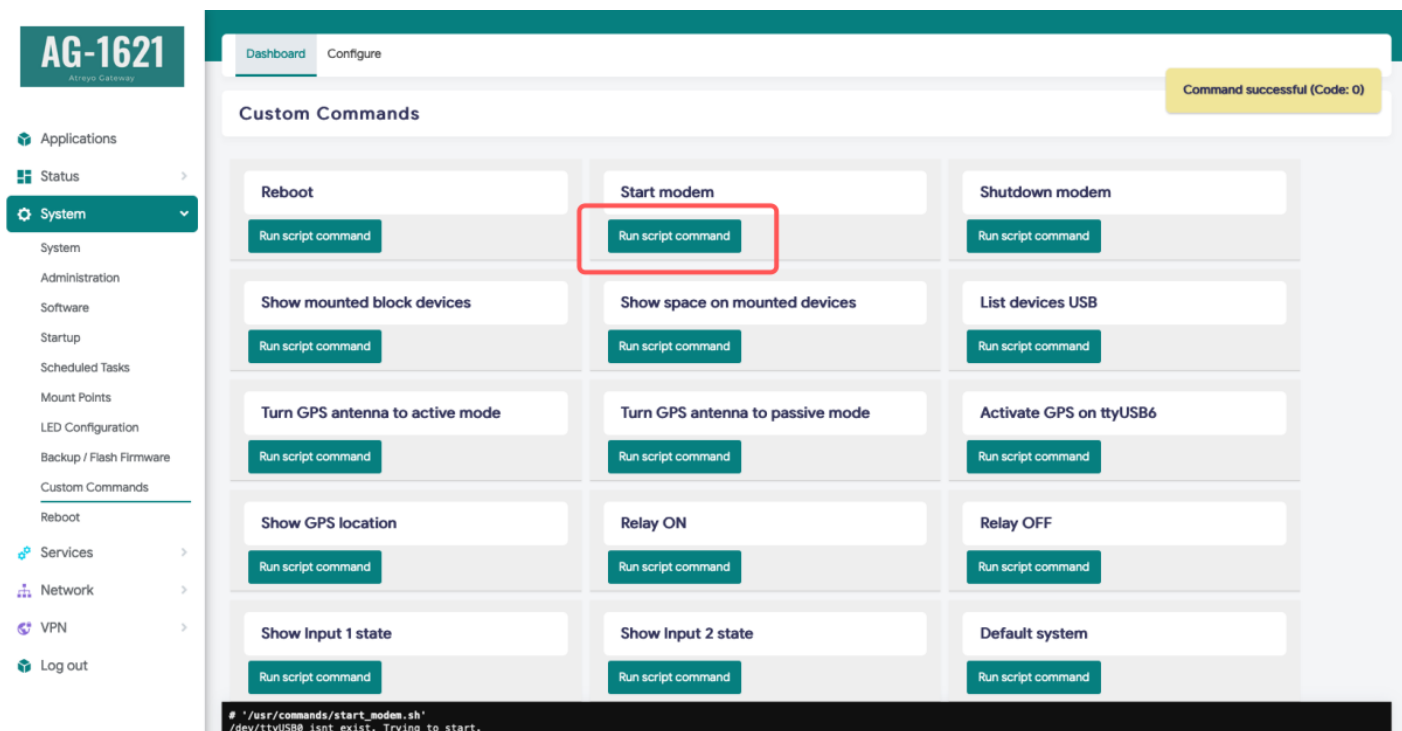 AG-1621
Atreyo Gateway
Applications
Status
System
System
Administration
Software
Startup
Scheduled Tasks
Mount Points
LED Configuration
Backup / Flash Firmware
Custom Commands
Reboot
Services
Network
VPN
Log out
Dashboard Configure
Command successful (Code: 0)
Custom Commands
Reboot Start modem Shutdown modem
Run script command Run script command Run script command
Show mounted block devices Show space on mounted devices List devices USB
Run script command Run script command Run script command
Turn GPS antenna to active mode Turn GPS antenna to passive mode Activate GPS on ttyUSB6
Run script command Run script command Run script command
Show GPS location Relay ON Relay OFF
Run script command Run script command Run script command
Show Input 1 state Show Input 2 state Default system
Run script command Run script command Run script command
# '/usr/commands/start_modem.sh'
/dev/ttyUSB0 isnt exist. Trying to start.